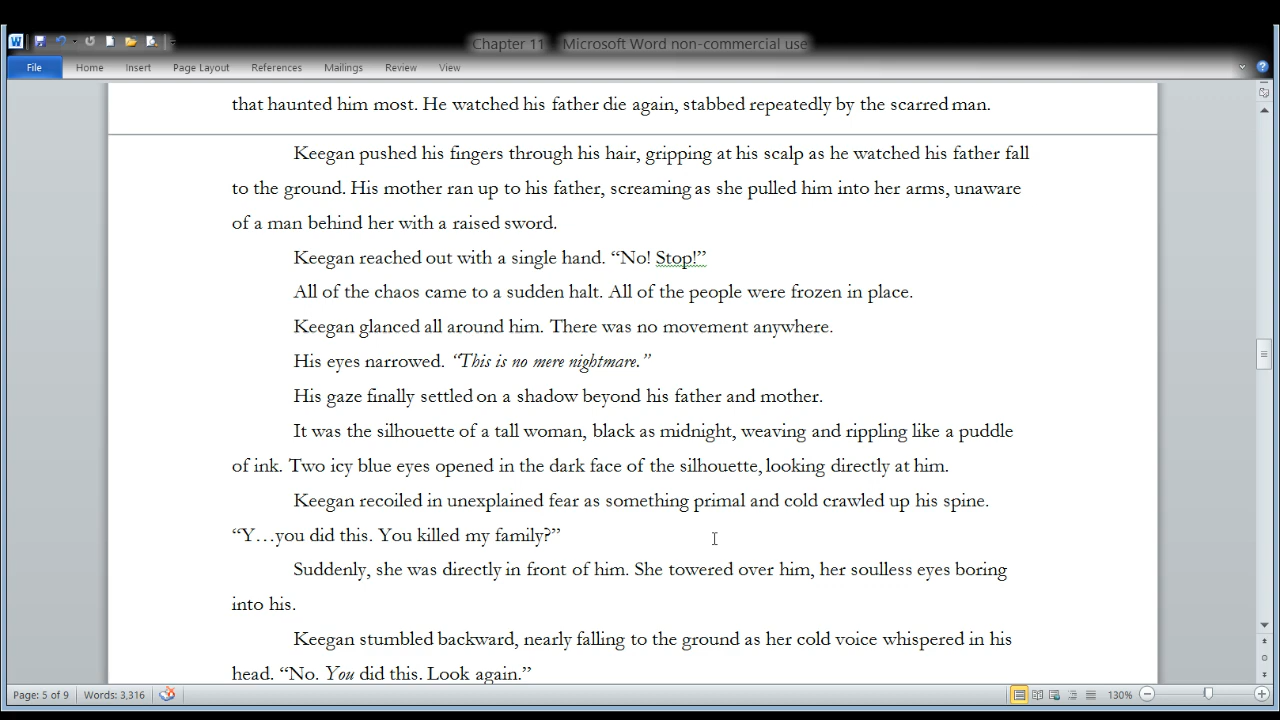 Chapter 11 Microsoft Word non-commercial use
File Home Insert Page Layout References Mailings Review View
that haunted him most. He watched his father die again, stabbed repeatedly by the scarred man.
Keegan pushed his fingers through his hair, gripping at his scalp as he watched his father fall
to the ground. His mother ran up to his father, screaming as she pulled him into her arms, unaware
of a man behind her with a raised sword.
Keegan reached out with a single hand. “No! Stop!”
All of the chaos came to a sudden halt. All of the people were frozen in place.
Keegan glanced all around him. There was no movement anywhere.
His eyes narrowed. “This is no mere nightmare.”
His gaze finally settled on a shadow beyond his father and mother.
It was the silhouette of a tall woman, black as midnight, weaving and rippling like a puddle
of ink. Two icy blue eyes opened in the dark face of the silhouette, looking directly at him.
Keegan recoiled in unexplained fear as something primal and cold crawled up his spine.
“Y…you did this. You killed my family?”
Suddenly, she was directly in front of him. She towered over him, her soulless eyes boring
into his.
Keegan stumbled backward, nearly falling to the ground as her cold voice whispered in his
head. “No. You did this. Look again.”
Page: 5 of 9 Words: 3,316 130%